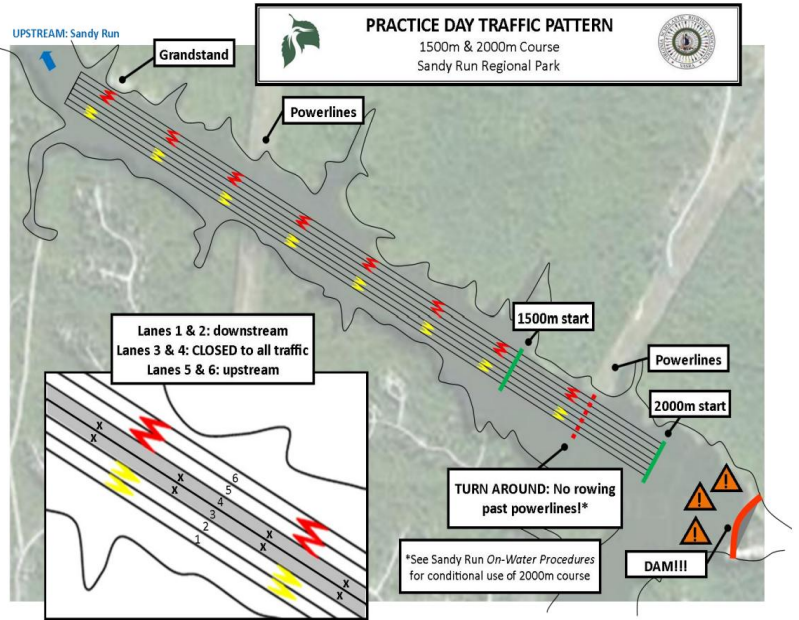 PRACTICE DAY TRAFFIC PATTERN
1500m & 2000m Course
Sandy Run Regional Park
UPSTREAM: Sandy Run
Grandstand
Powerlines
1500m start
Powerlines
2000m start
Lanes 1 & 2: downstream
Lanes 3 & 4: CLOSED to all traffic
Lanes 5 & 6: upstream
x
x
x
x
x
x
x
x
6
5
4
3
2
1
TURN AROUND: No rowing
past powerlines!*
*See Sandy Run On-Water Procedures
for conditional use of 2000m course
DAM!!!
!
!
!